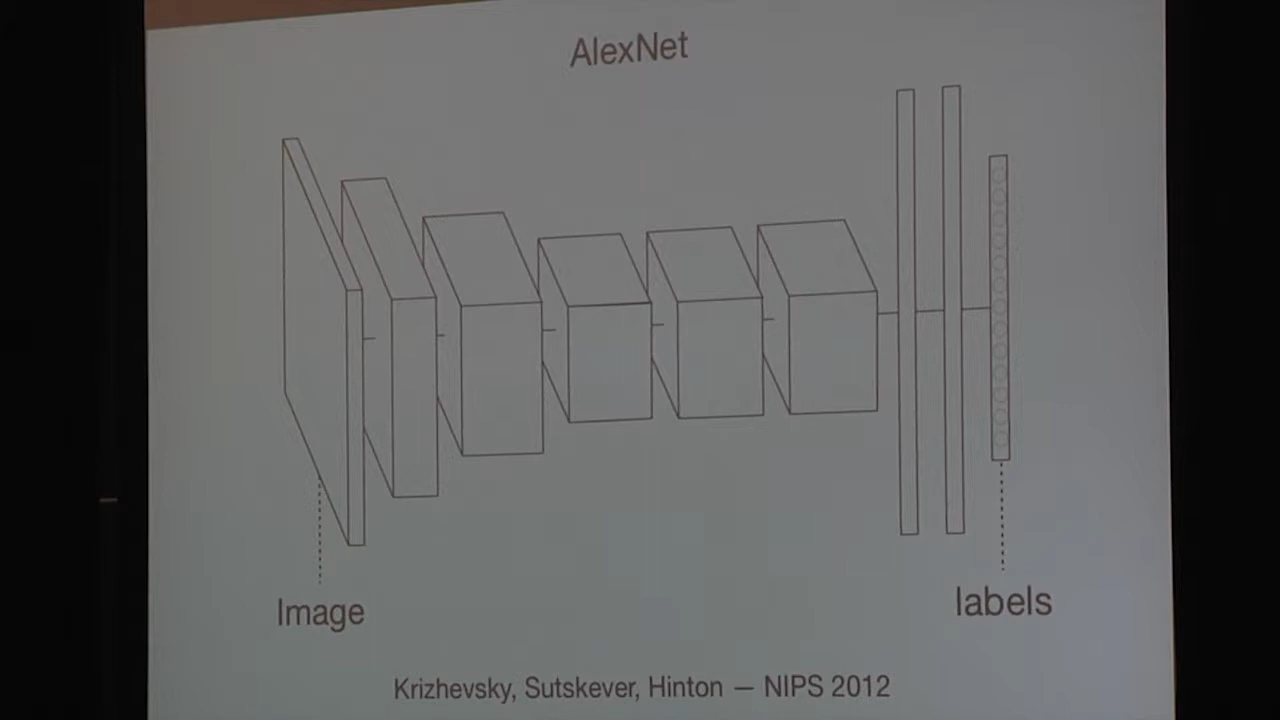 AlexNet
Image
labels
Krizhevsky, Sutskever, Hinton — NIPS 2012